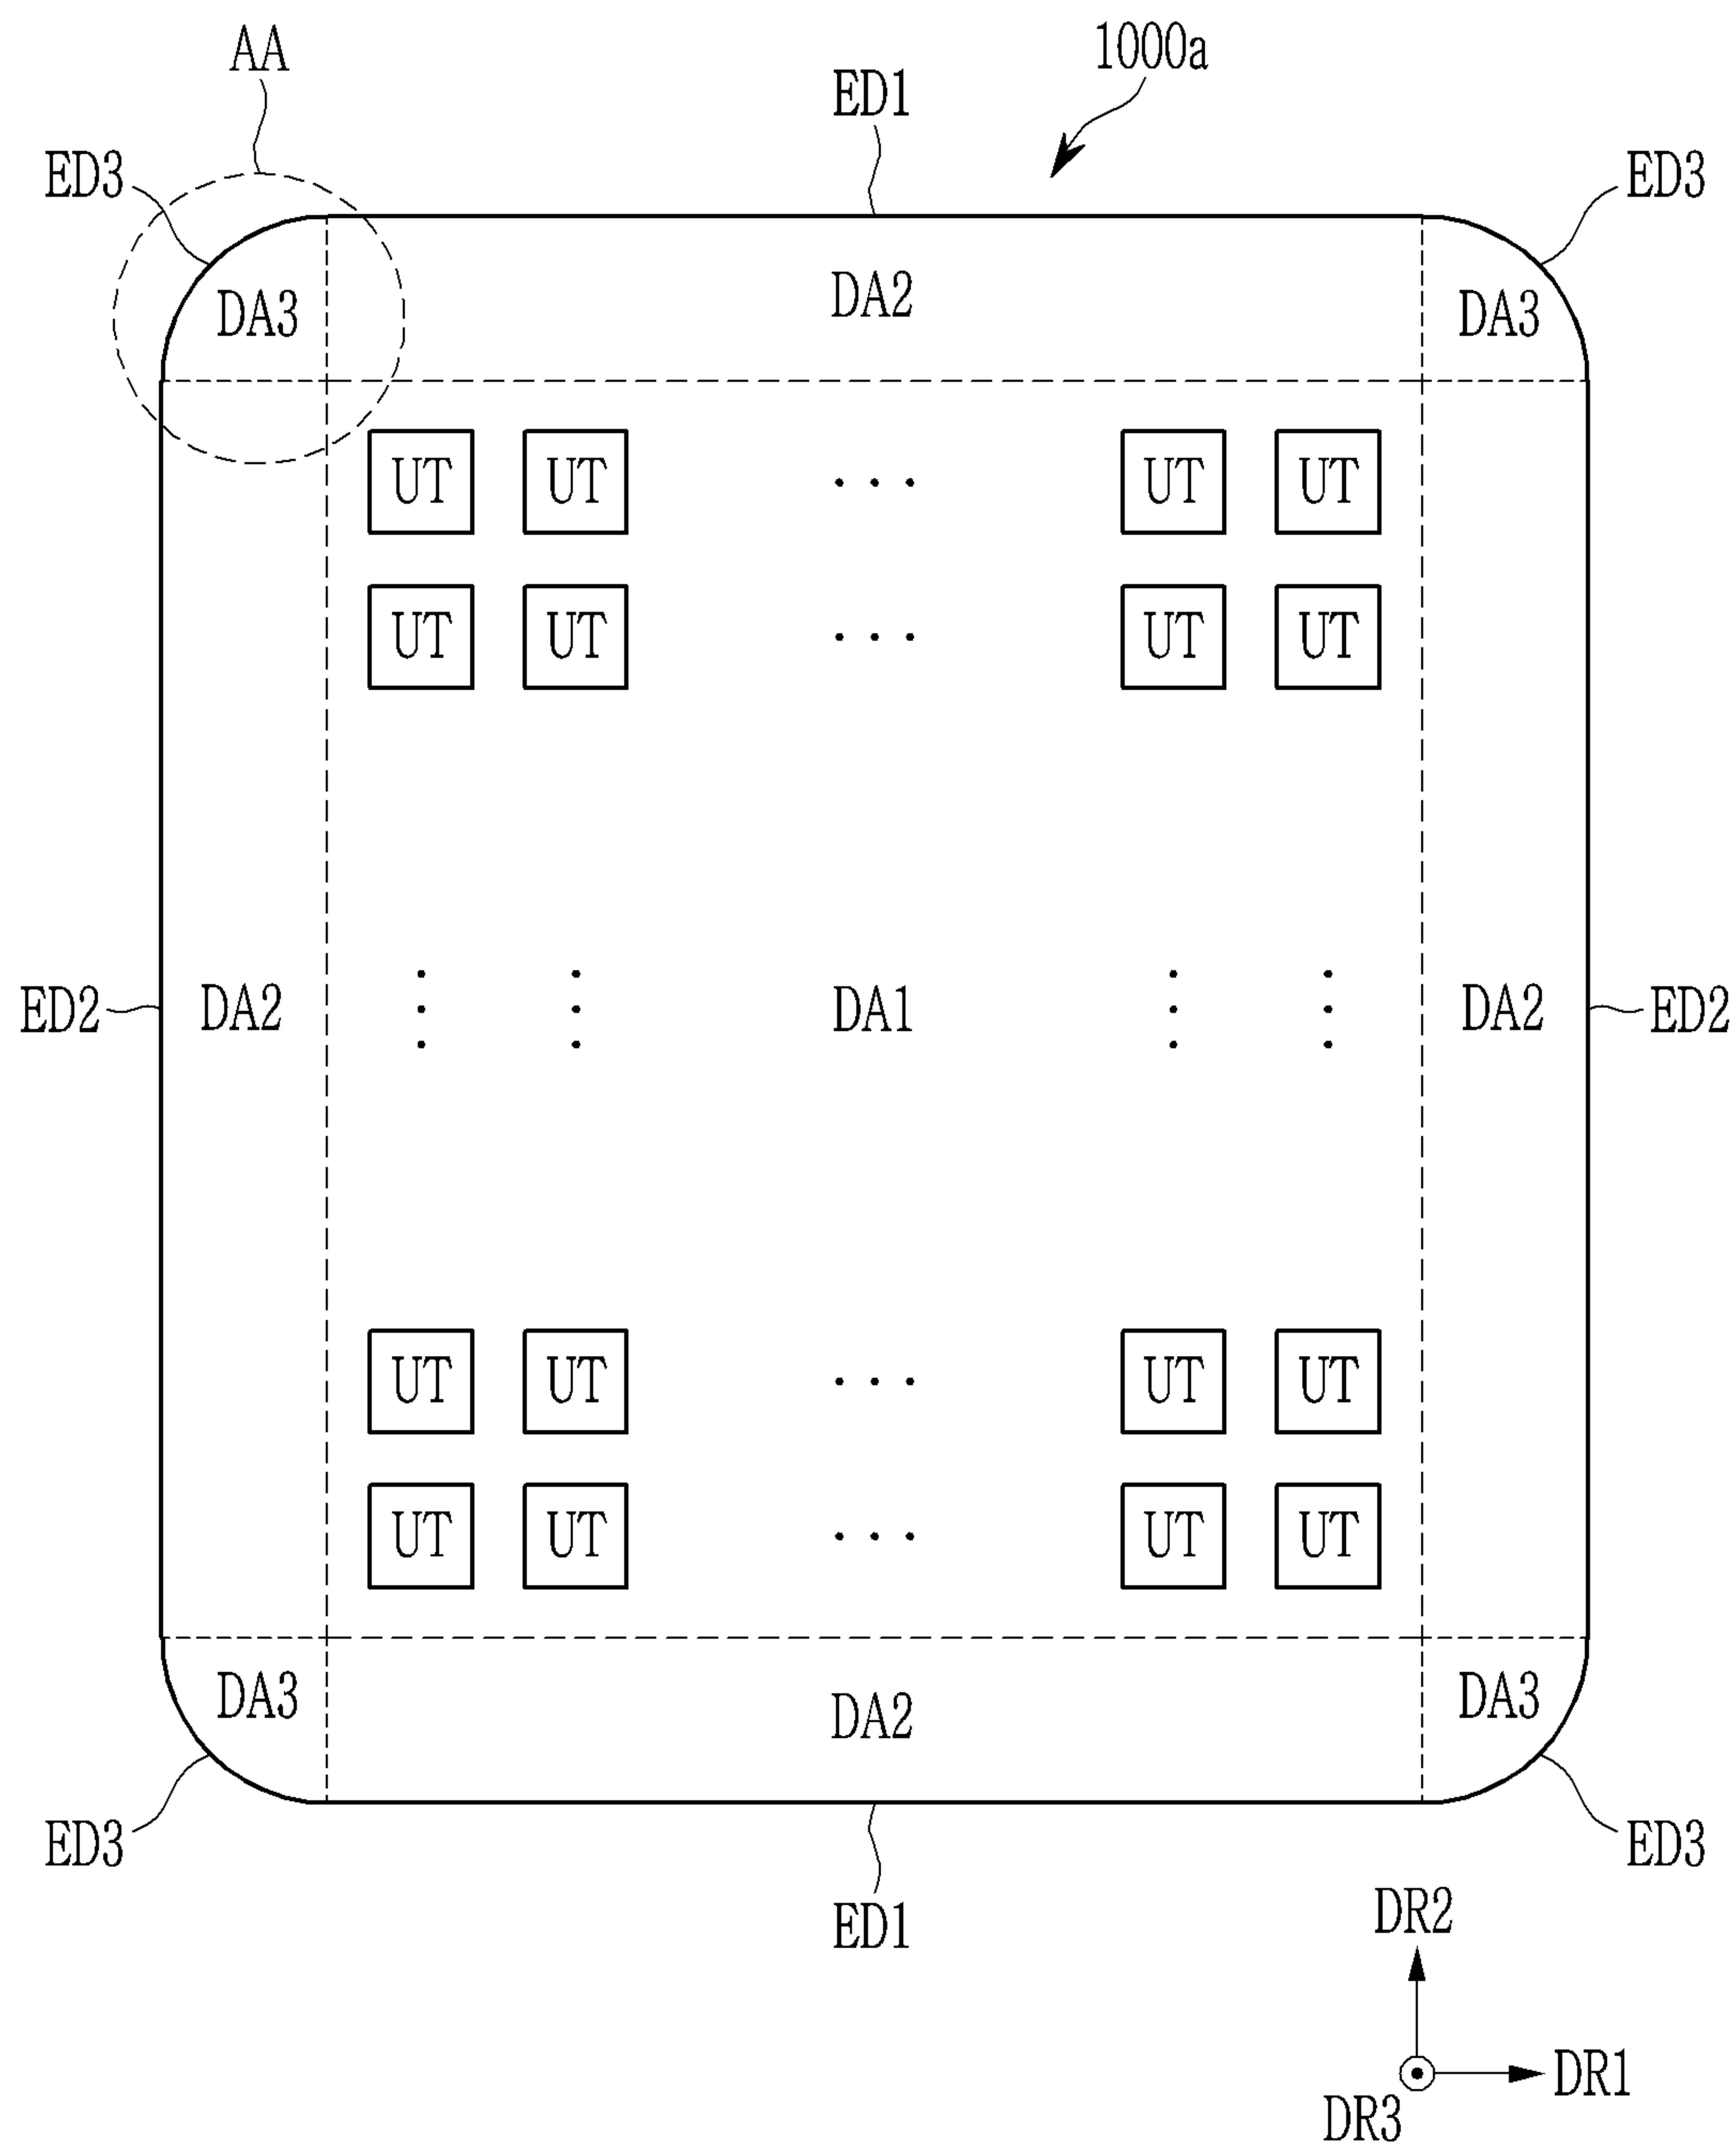 AA
1000a
ED1
ED3
ED3
DA3
DA2
DA3
UT UT ... UT UT
UT UT ... UT UT
ED2
DA2
DA1
DA2
ED2
UT UT ... UT UT
UT UT ... UT UT
DA3
DA2
DA3
ED3
ED3
ED1
DR2
DR1
DR3